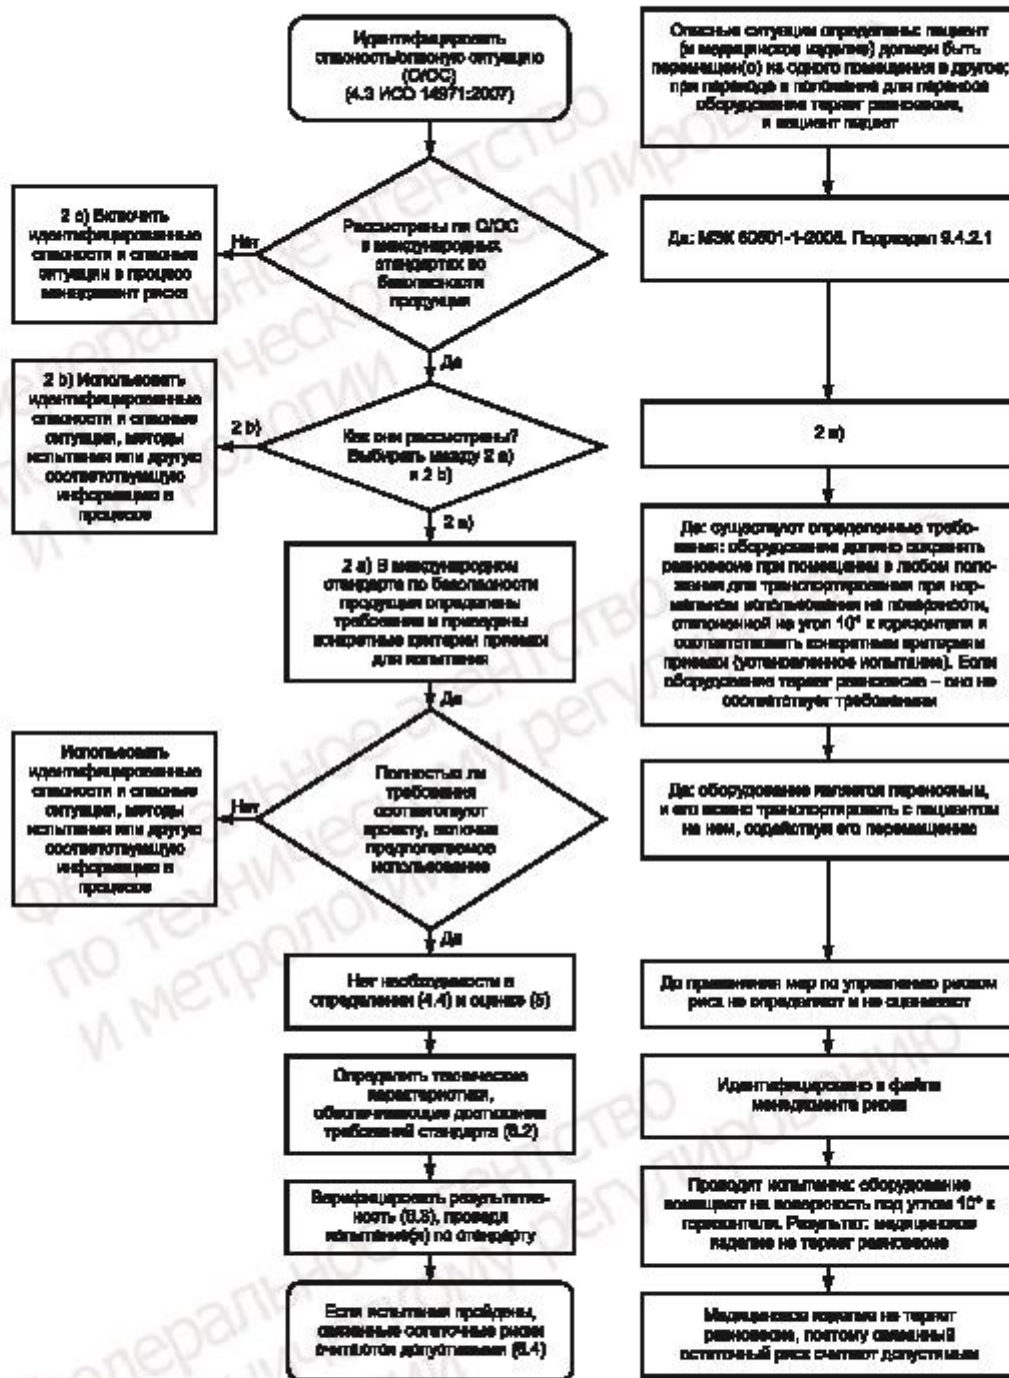 Идентифицировать
опасность/опасную ситуацию
(О/ОС)
(4.3 ИСО 14971:2007)
Рассмотрены ли О/ОС
в международных
стандартах по
безопасности
продукции
Нет
2 c) Включить
идентифицированные
опасности и опасные
ситуации в процесс
менеджмент риска
Да
Как они рассмотрены?
Выбирать между 2 a)
и 2 b)
2 b)
2 b) Использовать
идентифицированные
опасности и опасные
ситуации, методы
испытания или другую
соответствующую
информацию в
процессе
2 a)
2 a) В международном
стандарте по безопасности
продукции определены
требования и приведены
конкретные критерии приемки
для испытания
Да
Полностью ли
требования
соответствуют
проекту, включая
предполагаемое
использование
Нет
Использовать
идентифицированные
опасности и опасные
ситуации, методы
испытания или другую
соответствующую
информацию в
процессе
Да
Нет необходимости в
определении (4.4) и оценке (5)
Определить технические
характеристики,
обеспечивающие достижение
требований стандарта (6.2)
Верифицировать результатив-
ность (6.3), проведя
испытание(я) по стандарту
Если испытания пройдены,
связанные остаточные риски
считаются допустимыми (6.4)
Опасные ситуации определены: пациент
(и медицинское изделие) должен быть
перемещен(о) из одного помещения в другое;
при переходе в положение для переноса
оборудование теряет равновесие,
и пациент падает
Да: МЭК 60601-1-2005. Подраздел 9.4.2.1
2 a)
Да: существуют определенные требо-
вания: оборудование должно сохранять
равновесие при помещении в любом поло-
жения для транспортирования при нор-
мальном использования на поверхности,
отклоненной на угол 10° к горизонтали и
соответствовать конкретным критериям
приемки (установленное испытание). Если
оборудование теряет равновесие – оно не
соответствует требованиям
Да: оборудование является переносным,
и его можно транспортировать с пациентом
на нем, содействуя его перемещению
До применения мер по управлению риском
риск не определяют и не оценивают
Идентифицировано в файле
менеджмента риска
Проводят испытание: оборудование
помещают на поверхность под углом 10° к
горизонтали. Результат: медицинское
изделие не теряет равновесие
Медицинское изделие не теряет
равновесие, поэтому связанный
остаточный риск считают допустимым
Федеральное агентство
по техническому регулированию
и метрологии